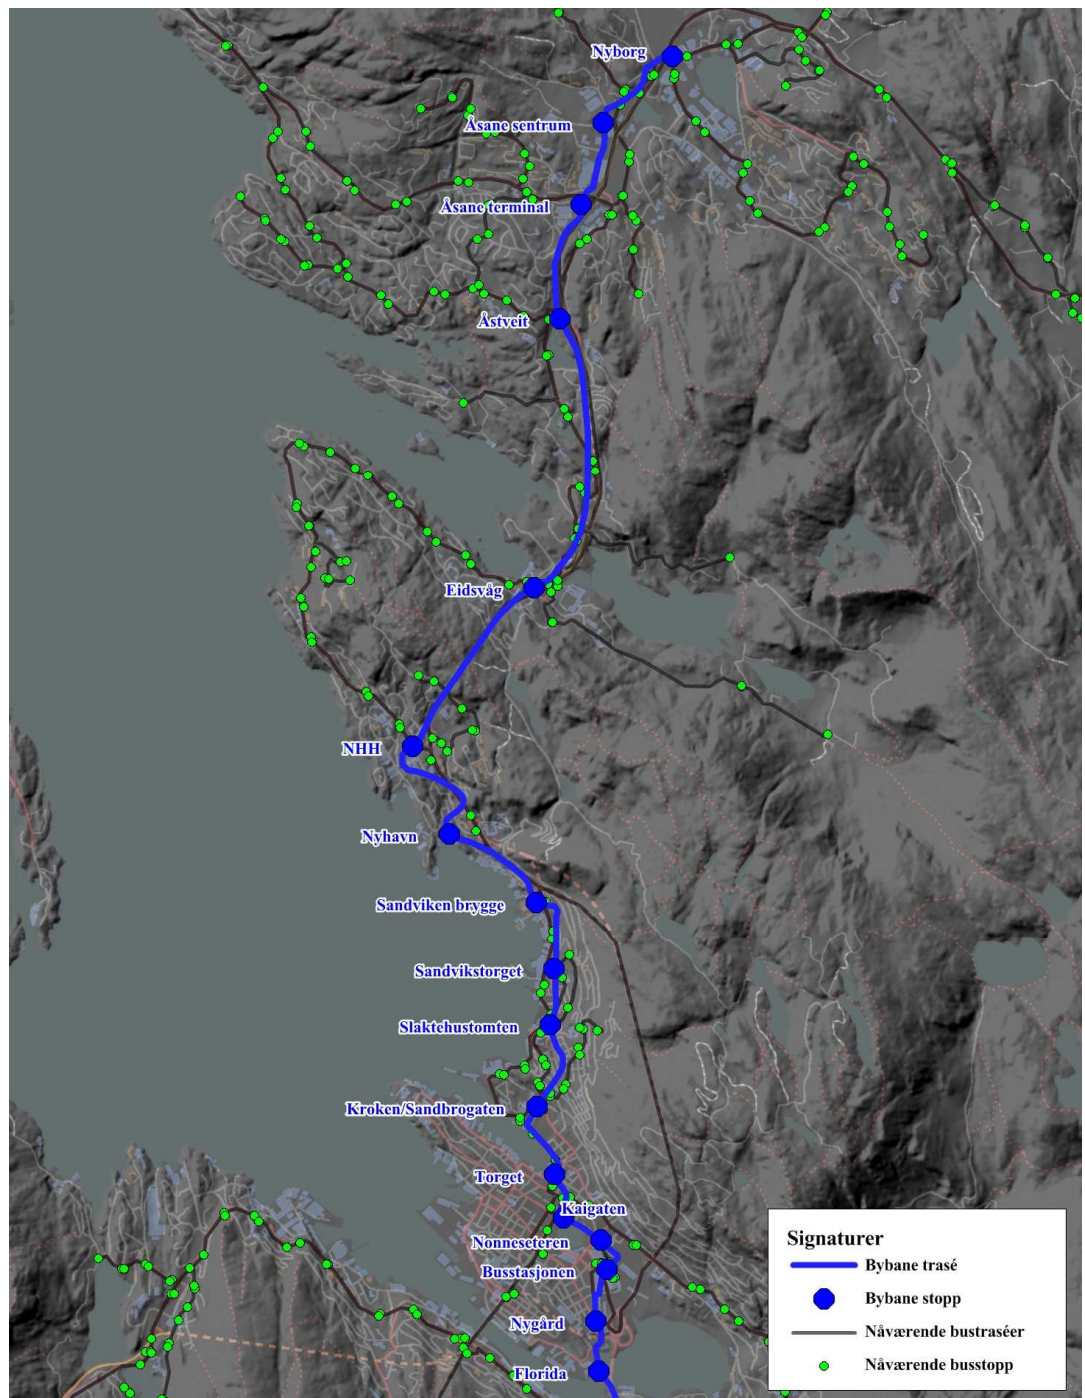 Nyborg
Åsane sentrum
Åsane terminal
Åstveit
Eidsvåg
NHH
Nyhavn
Sandviken brygge
Sandvikstorget
Slaktehustomten
Kroken/Sandbrogaten
Torget
Kaigaten
Nonneseteren
Busstasjonen
Nygård
Florida
Signaturer
Bybane trasé
Bybane stopp
Nåværende bustraséer
Nåværende busstopp